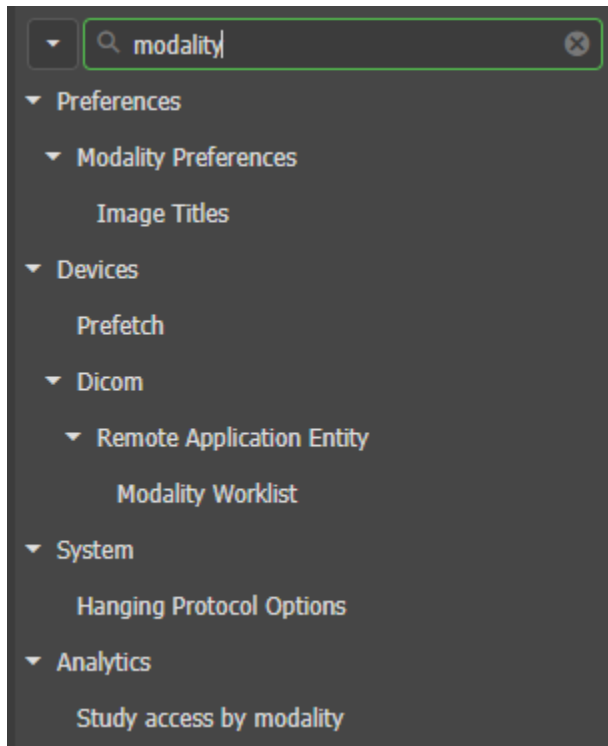 modality
Preferences
Modality Preferences
Image Titles
Devices
Prefetch
Dicom
Remote Application Entity
Modality Worklist
System
Hanging Protocol Options
Analytics
Study access by modality